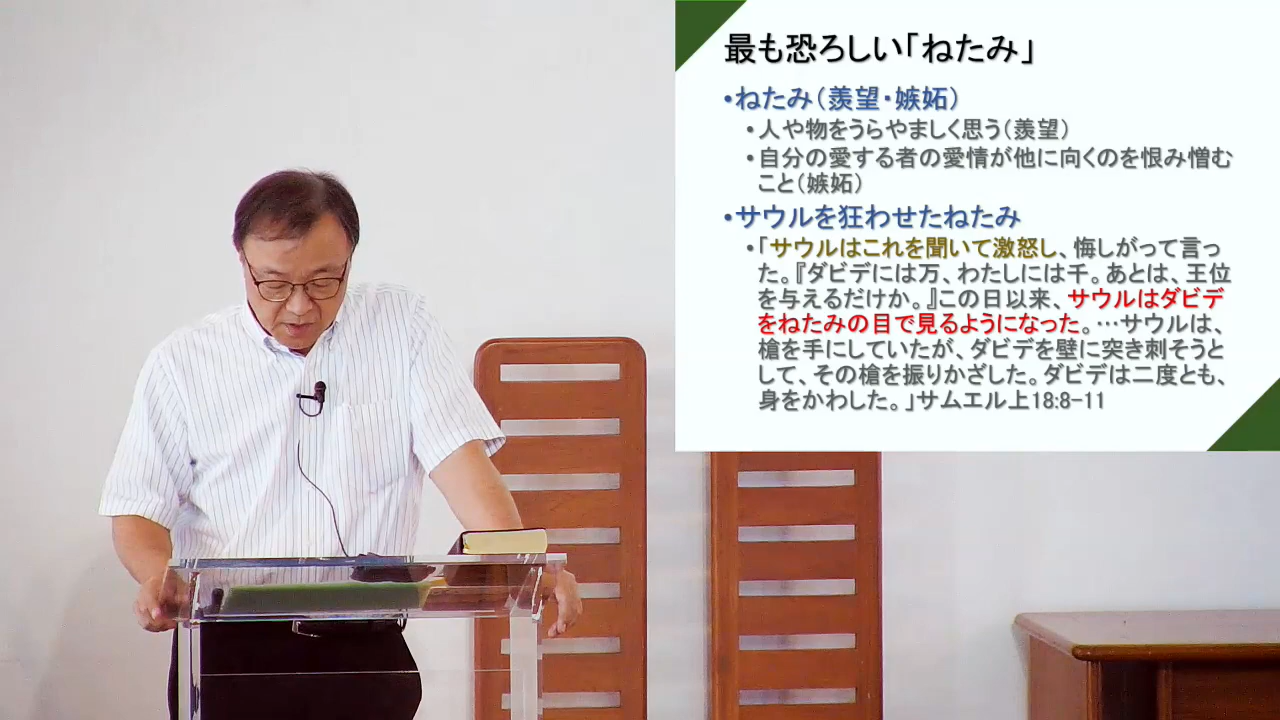 最も恐ろしい「ねたみ」
•ねたみ（羨望・嫉妬）
•人や物をうらやましく思う（羨望）
•自分の愛する者の愛情が他に向くのを恨み憎む
こと（嫉妬）
•サウルを狂わせたねたみ
•「サウルはこれを聞いて激怒し、悔しがって言っ
た。『ダビデには万、わたしには千。あとは、王位
を与えるだけか。』この日以来、サウルはダビデ
をねたみの目で見るようになった。…サウルは、
槍を手にしていたが、ダビデを壁に突き刺そうと
して、その槍を振りかざした。ダビデは二度とも、
身をかわした。」サムエル上18:8-11